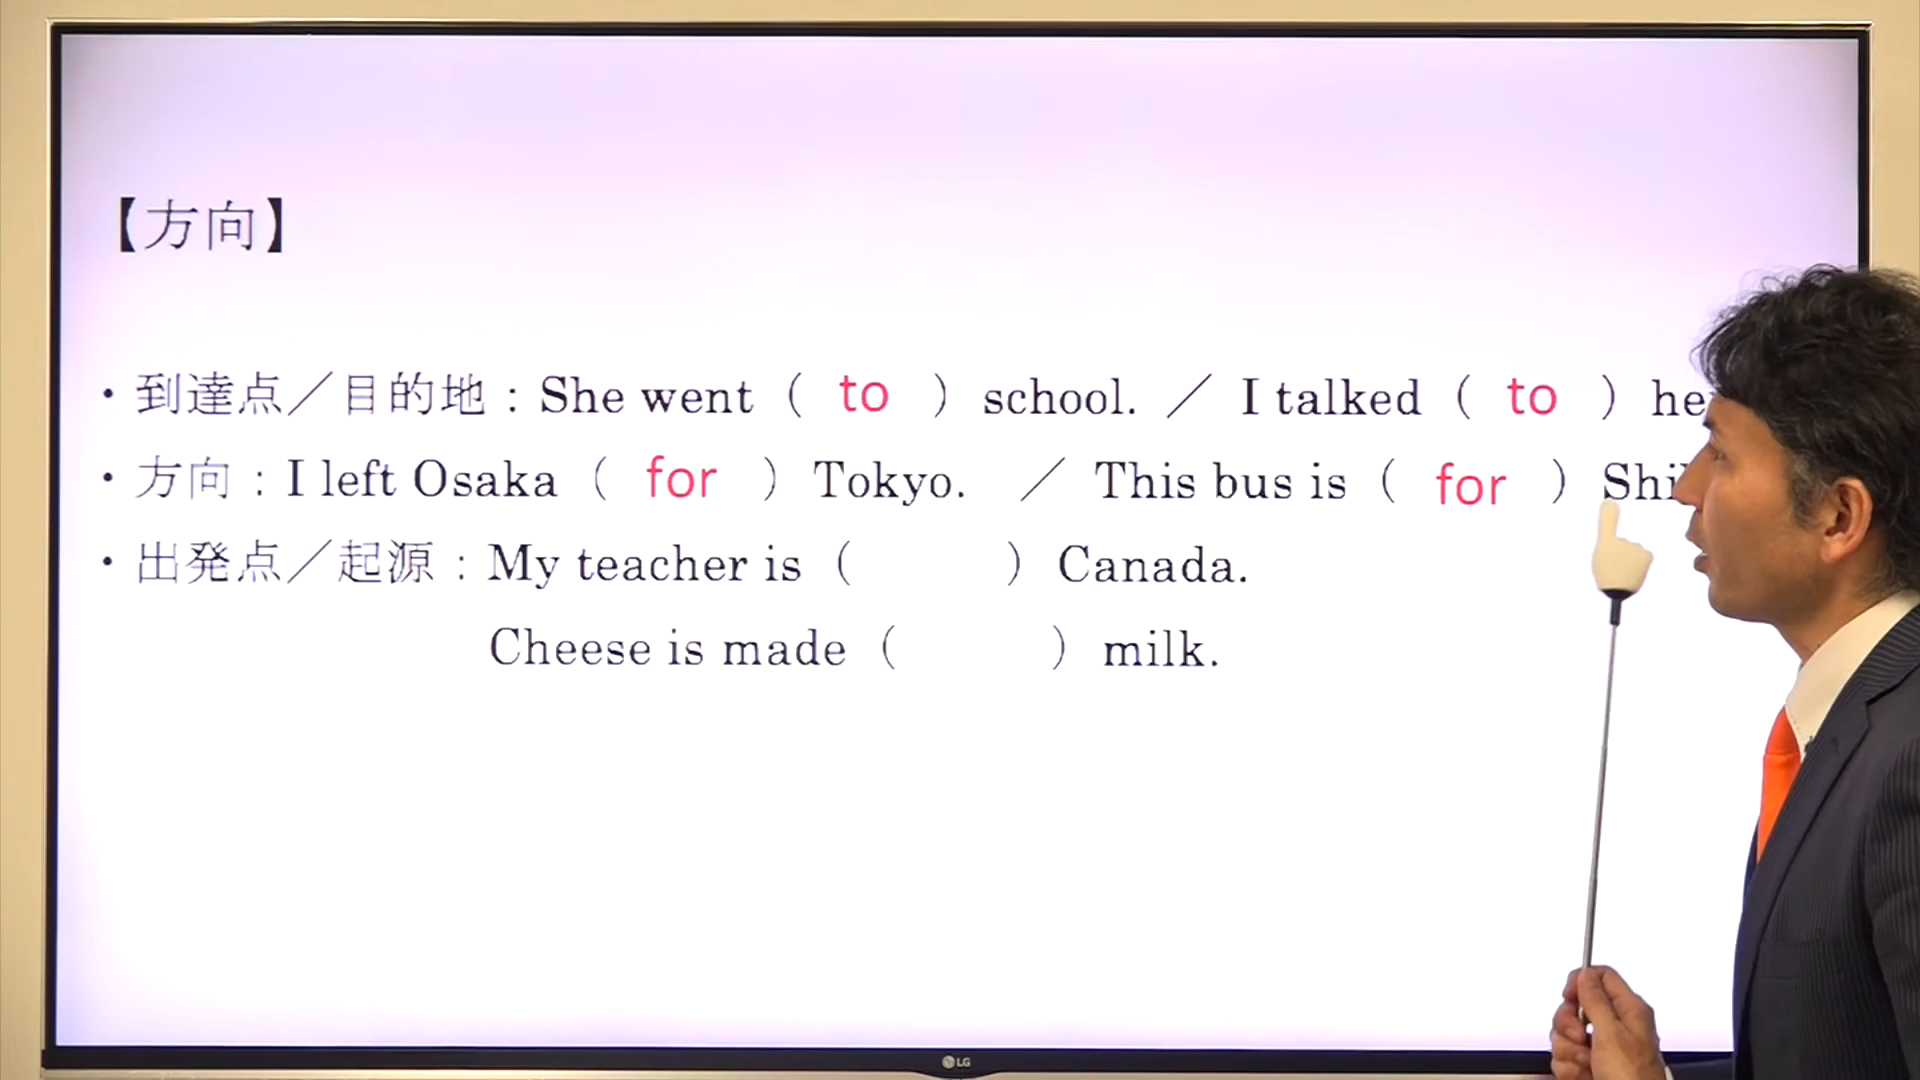 【方向】
・到達点／目的地：She went （ to ） school. ／ I talked （ to ）
・方向：I left Osaka （ for ） Tokyo. ／ This bus is （ for ）
・出発点／起源：My teacher is （ ） Canada.
Cheese is made （ ） milk.
LG